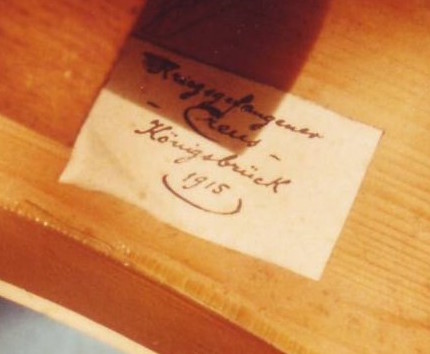 Kriegsgefangener
Creus
- Königsbrück -
1915